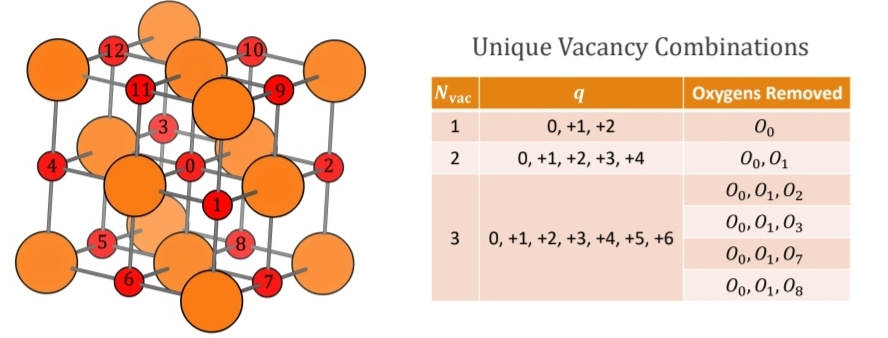 Unique Vacancy Combinations
N_vac q Oxygens Removed
1 0, +1, +2 O₀
2 0, +1, +2, +3, +4 O₀, O₁
3 0, +1, +2, +3, +4, +5, +6 O₀, O₁, O₂
O₀, O₁, O₃
O₀, O₁, O₇
O₀, O₁, O₈
12 10
11 9
3
4 0 2
1
5 8
6 7